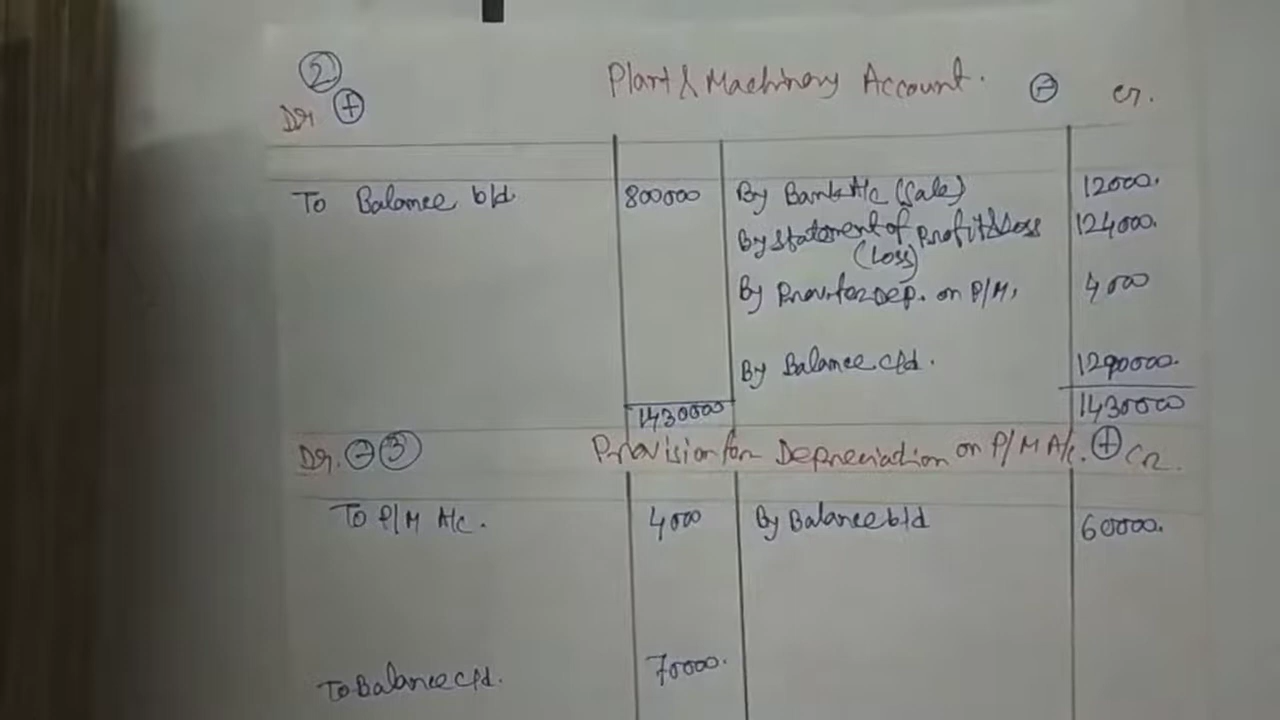 ② Plant & Machinery Account. ⊖ Cr.
Dr. ⊕
To Balance b/d 800000 By Bank A/c (Sale) 12000.
By Statement of Profit & Loss 124000.
(Loss)
By Prov. for Dep. on P/M, 4000
By Balance c/d. 1290000.
1430000 1430000
Dr. ⊖ ③ Provision for Depreciation on P/M A/c. ⊕ Cr.
To P/M A/c. 4000 By Balance b/d 60000.
To Balance c/d. 70000.